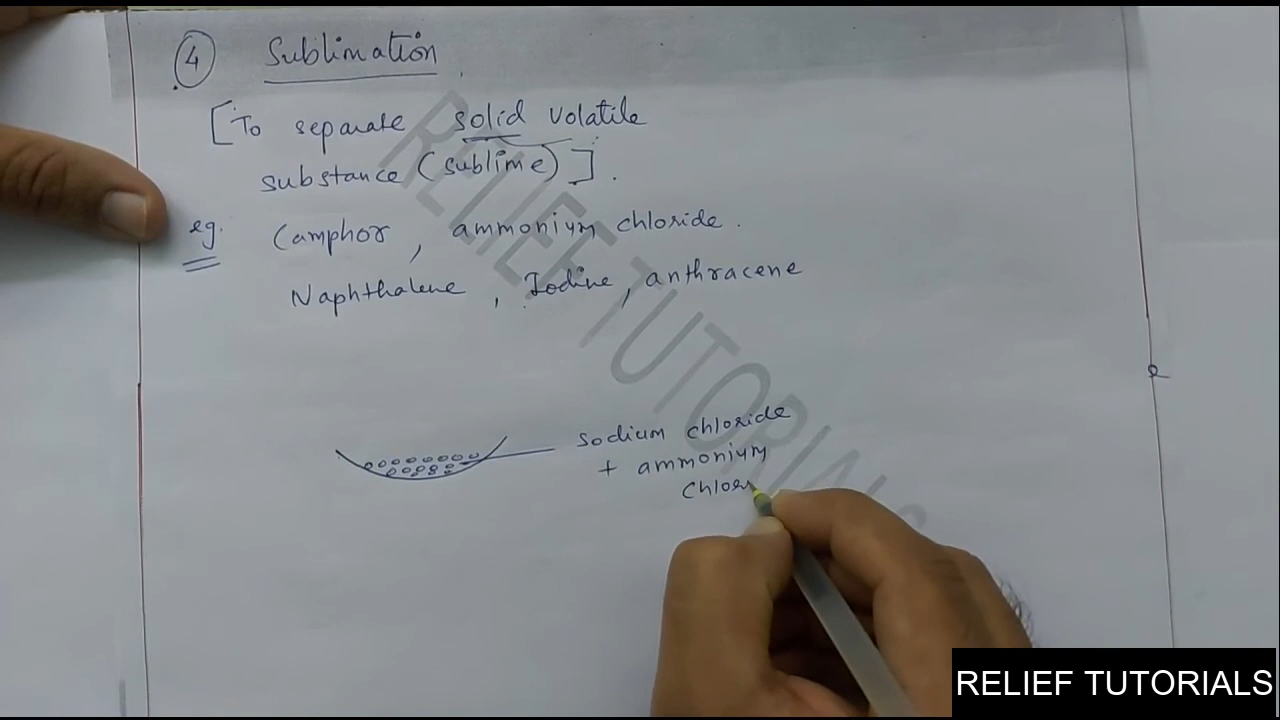 4 Sublimation
[To separate solid volatile
substance (sublime)].
eg. Camphor, ammonium chloride.
Naphthalene, Iodine, anthracene
sodium chloride
+ ammonium
chlor
RELIEF TUTORIALS
RELIEF TUTORIALS